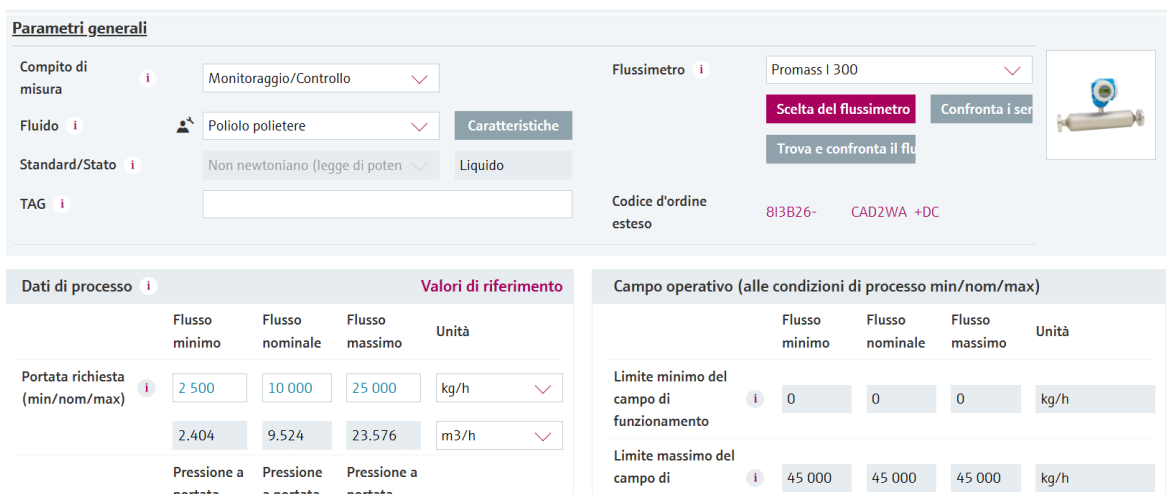 Parametri generali
Compito di
misura
i
Monitoraggio/Controllo
Fluido i
Poliolo polietere
Caratteristiche
Standard/Stato i
Non newtoniano (legge di poten
Liquido
TAG i
Flussimetro i
Promass I 300
Scelta del flussimetro
Confronta i ser
Trova e confronta il flu
Codice d'ordine
esteso
8I3B26- CAD2WA +DC
Dati di processo i
Valori di riferimento
Flusso
minimo
Flusso
nominale
Flusso
massimo
Unità
Portata richiesta
(min/nom/max)
i
2 500
10 000
25 000
kg/h
2.404
9.524
23.576
m3/h
Pressione a
portata
Pressione
a portata
Pressione a
portata
Campo operativo (alle condizioni di processo min/nom/max)
Flusso
minimo
Flusso
nominale
Flusso
massimo
Unità
Limite minimo del
campo di
funzionamento
i
0
0
0
kg/h
Limite massimo del
campo di
i
45 000
45 000
45 000
kg/h